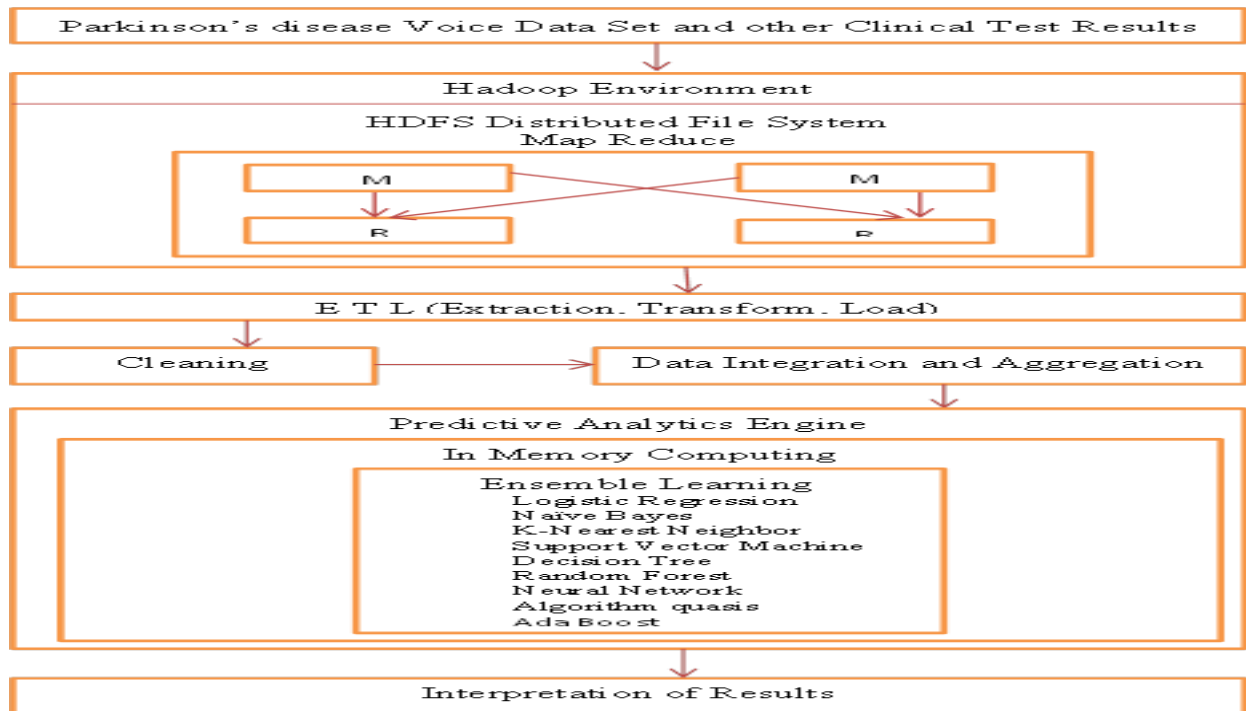 Parkinson's disease Voice Data Set and other Clinical Test Results
Hadoop Environment
HDFS Distributed File System
Map Reduce
M
M
R
E T L (Extraction. Transform. Load)
Cleaning
Data Integration and Aggregation
Predictive Analytics Engine
In Memory Computing
Ensemble Learning
Logistic Regression
Naïve Bayes
K-Nearest Neighbor
Support Vector Machine
Decision Tree
Random Forest
Neural Network
Algorithm quasis
Ada Boost
Interpretation of Results